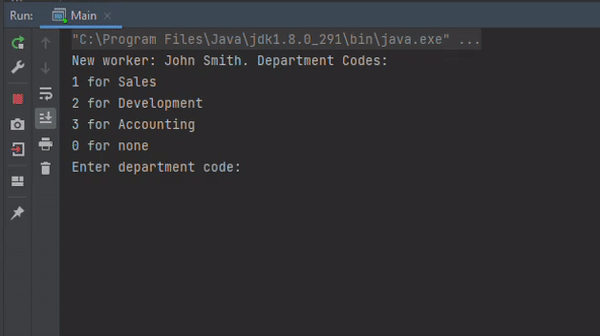 Run: Main
"C:\Program Files\Java\jdk1.8.0_291\bin\java.exe" ...
New worker: John Smith. Department Codes:
1 for Sales
2 for Development
3 for Accounting
0 for none
Enter department code: